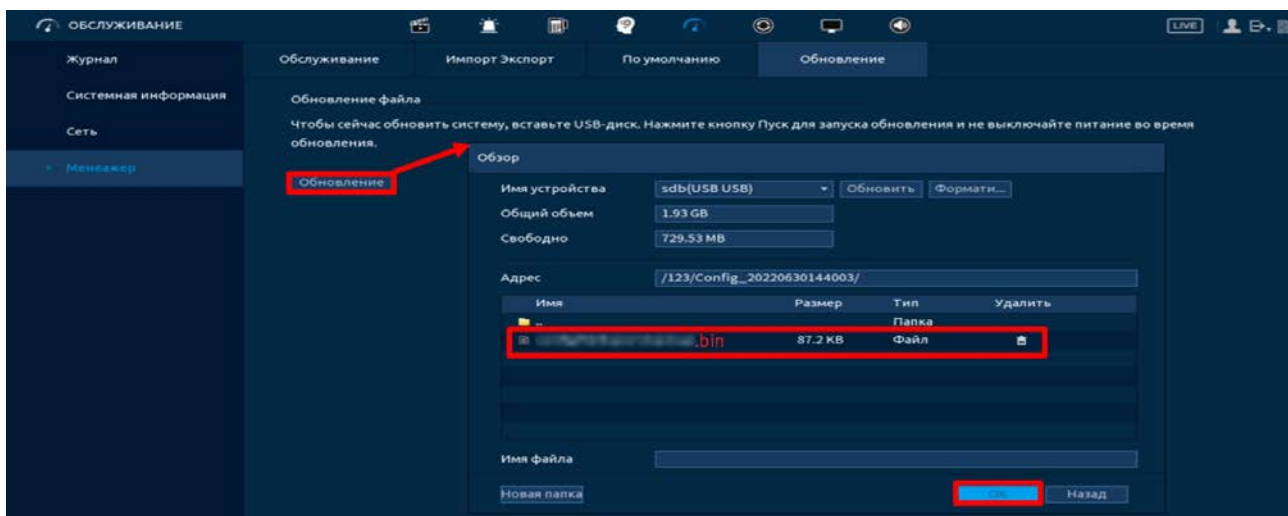 ОБСЛУЖИВАНИЕ
LIVE
Журнал
Системная информация
Сеть
Менеажер
Обслуживание Импорт Экспорт По умолчанию Обновление
Обновление файла
Чтобы сейчас обновить систему, вставьте USB-диск. Нажмите кнопку Пуск для запуска обновления и не выключайте питание во время
обновления.
Обновление
Обзор
Имя устройства sdb(USB USB) Обновить Формати...
Общий объем 1.93 GB
Свободно 729.53 MB
Адрес /123/Config_20220630144003/
Имя Размер Тип Удалить
.. Папка
.bin 87.2 KB Файл
Имя файла
Новая папка OK Назад